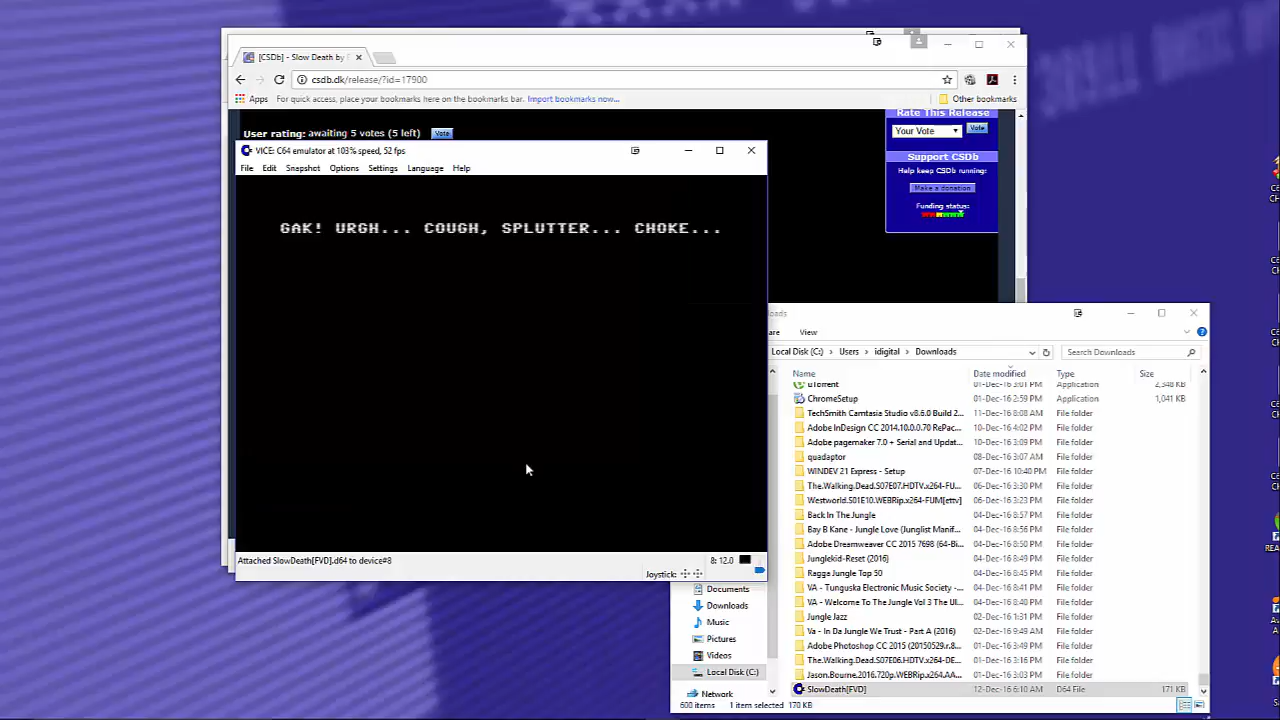 [CSDb] - Slow Death by
csdb.dk/release/?id=17900
Apps
For quick access, place your bookmarks here on the bookmarks bar. Import bookmarks now...
Other bookmarks
User rating: awaiting 5 votes (5 left)
Vote
Rate This Release
Your Vote
Vote
Support CSDb
Help keep CSDb running:
Make a donation
Funding status:
VICE: C64 emulator at 103% speed, 52 fps
File Edit Snapshot Options Settings Language Help
GAK! URGH... COUGH, SPLUTTER... CHOKE...
Attached SlowDeath[FVD].d64 to device#8
8: 12.0
Joystick:
View
Local Disk (C:) Users idigital Downloads
Search Downloads
Name Date modified Type Size
uTorrent 01-Dec-16 3:01 PM Application 2,348 KB
ChromeSetup 01-Dec-16 2:59 PM Application 1,041 KB
TechSmith Camtasia Studio v8.6.0 Build 2... 11-Dec-16 8:08 AM File folder
Adobe InDesign CC 2014.10.0.0.70 RePac... 10-Dec-16 4:02 PM File folder
Adobe pagemaker 7.0 + Serial and Updat... 10-Dec-16 3:09 PM File folder
quadaptor 08-Dec-16 3:07 AM File folder
WINDEV 21 Express - Setup 07-Dec-16 10:40 PM File folder
The.Walking.Dead.S07E07.HDTV.x264-FU... 06-Dec-16 3:30 PM File folder
Westworld.S01E10.WEBRip.x264-FUM[ettv] 06-Dec-16 3:23 PM File folder
Back In The Jungle 04-Dec-16 8:57 PM File folder
Bay B Kane - Jungle Love (Junglist Manif... 04-Dec-16 8:56 PM File folder
Adobe Dreamweaver CC 2015 7698 (64-Bi... 04-Dec-16 8:50 PM File folder
Junglekid-Reset (2016) 04-Dec-16 8:46 PM File folder
Ragga Jungle Top 50 04-Dec-16 8:45 PM File folder
VA - Tunguska Electronic Music Society -... 04-Dec-16 8:41 PM File folder
VA - Welcome To The Jungle Vol 3 The Ul... 04-Dec-16 8:40 PM File folder
Jungle Jazz 02-Dec-16 1:31 PM File folder
Va - In Da Jungle We Trust - Part A (2016) 02-Dec-16 9:49 AM File folder
Adobe Photoshop CC 2015 (20150529.r.8... 02-Dec-16 3:18 AM File folder
The.Walking.Dead.S07E06.HDTV.x264-DE... 02-Dec-16 3:16 AM File folder
Jason.Bourne.2016.720p.WEBRip.x264.AA... 01-Dec-16 3:03 PM File folder
SlowDeath[FVD] 12-Dec-16 6:10 AM D64 File 171 KB
Documents
Downloads
Music
Pictures
Videos
Local Disk (C:)
Network
600 items 1 item selected 170 KB